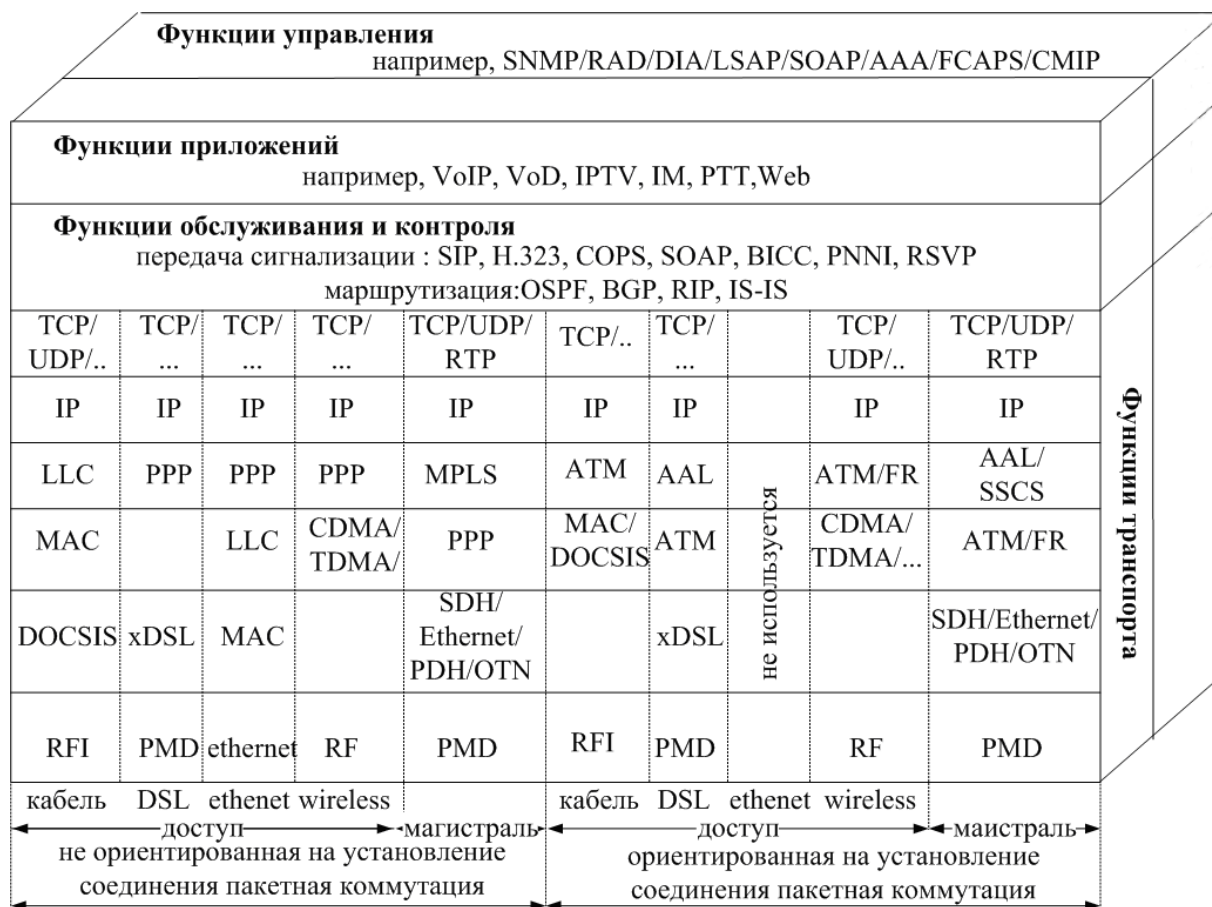 Функции управления
например, SNMP/RAD/DIA/LSAP/SOAP/AAA/FCAPS/CMIP
Функции приложений
например, VoIP, VoD, IPTV, IM, PTT,Web
Функции обслуживания и контроля
передача сигнализации : SIP, H.323, COPS, SOAP, BICC, PNNI, RSVP
маршрутизация:OSPF, BGP, RIP, IS-IS
TCP/ TCP/ TCP/ TCP/ TCP/UDP/ TCP/.. TCP/ TCP/ TCP/UDP/
UDP/.. ... ... ... RTP ... UDP/.. RTP
IP IP IP IP IP IP IP IP IP
LLC PPP PPP PPP MPLS ATM AAL ATM/FR AAL/
SSCS
MAC LLC CDMA/ PPP MAC/ ATM CDMA/ ATM/FR
TDMA/ DOCSIS TDMA/...
DOCSIS xDSL MAC SDH/ xDSL SDH/Ethernet/
Ethernet/ PDH/OTN
PDH/OTN
не используется
RFI PMD ethernet RF PMD RFI PMD RF PMD
Функции транспорта
кабель DSL ethenet wireless кабель DSL ethenet wireless
доступ магистраль доступ маистраль
не ориентированная на установление
соединения пакетная коммутация
ориентированная на установление
соединения пакетная коммутация